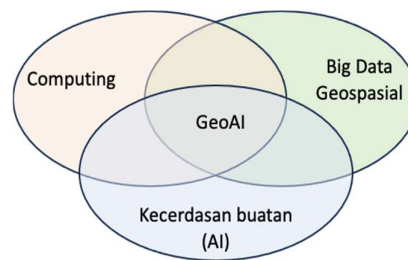 Computing
Big Data
Geospasial
GeoAI
Kecerdasan buatan
(AI)